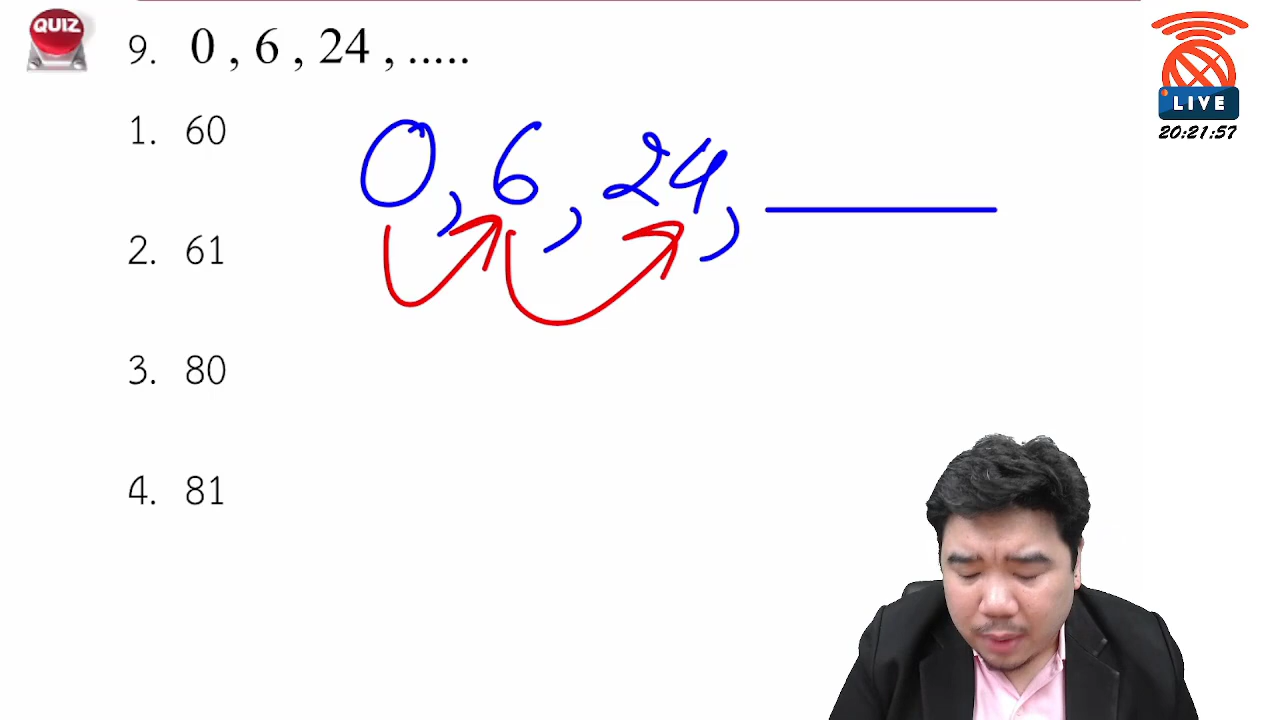 QUIZ
9. 0 , 6 , 24 , .....
LIVE
20:21:57
1. 60
0, 6, 24, 
2. 61
3. 80
4. 81